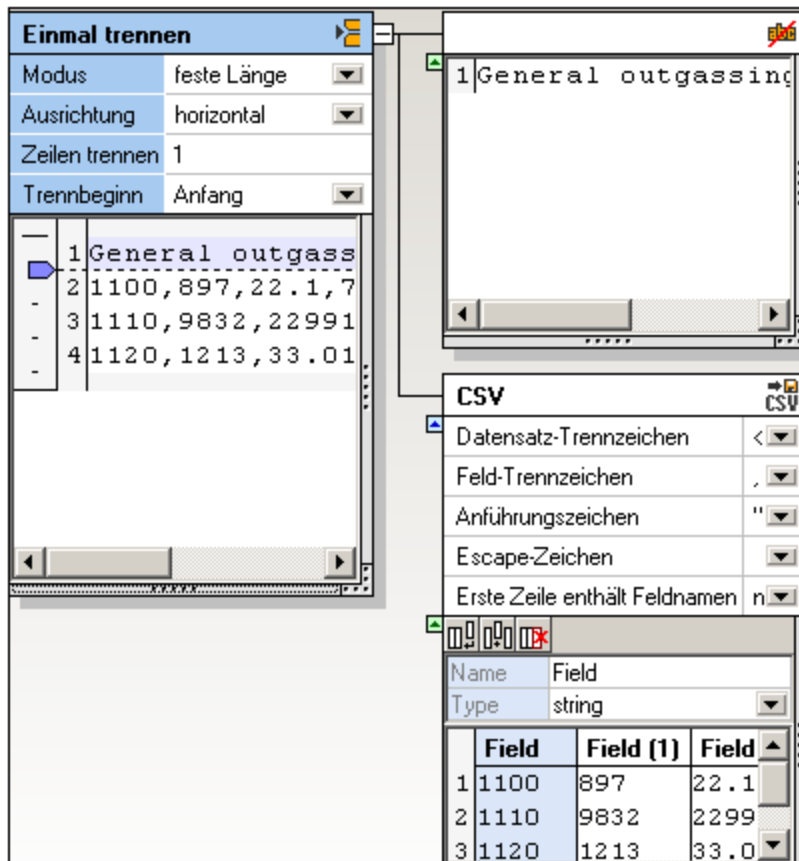 Einmal trennen
Modus feste Länge
Ausrichtung horizontal
Zeilen trennen 1
Trennbeginn Anfang
1 General outgass
2 1100,897,22.1,7
3 1110,9832,22991
4 1120,1213,33.01
abc
1 General outgassing
CSV
CSV
Datensatz-Trennzeichen <
Feld-Trennzeichen ,
Anführungszeichen "
Escape-Zeichen
Erste Zeile enthält Feldnamen n
Name Field
Type string
Field Field (1) Field
1 1100 897 22.1
2 1110 9832 2299
3 1120 1213 33.0